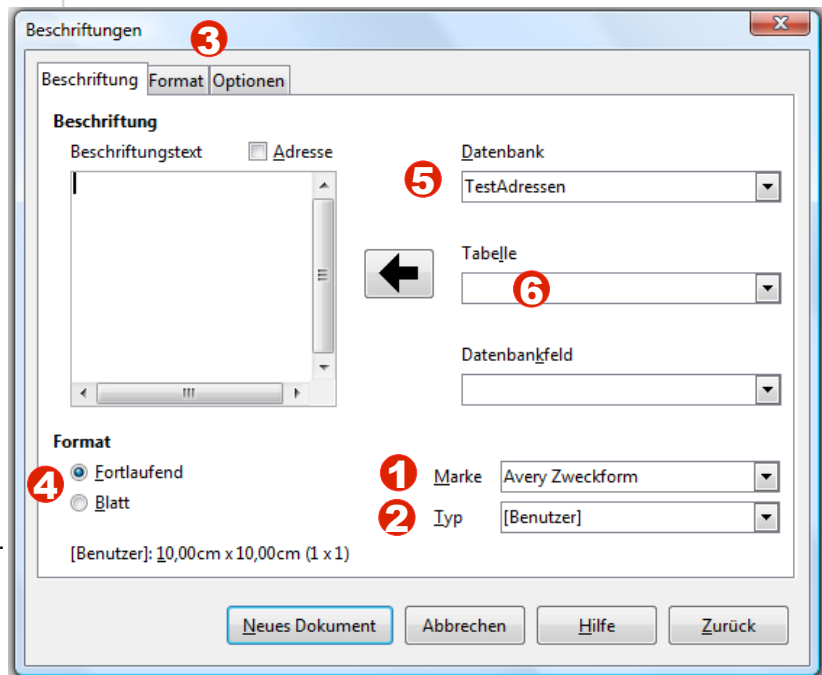 Beschriftungen
3
Beschriftung Format Optionen
Beschriftung
Beschriftungstext Adresse
Datenbank
5 TestAdressen
Tabelle
6
Datenbankfeld
Format
4 Fortlaufend
Blatt
1 Marke Avery Zweckform
2 Typ [Benutzer]
[Benutzer]: 10,00cm x 10,00cm (1 x 1)
Neues Dokument Abbrechen Hilfe Zurück